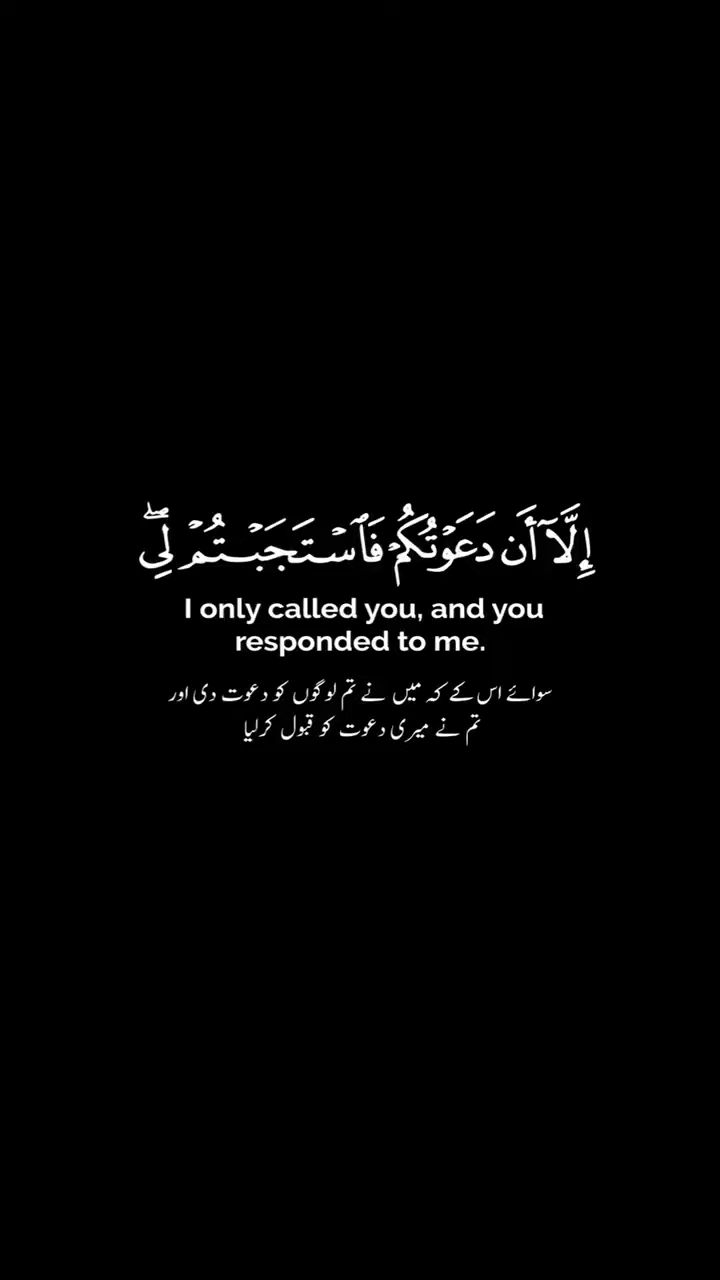 إِلَّآ أَن دَعَوْتُكُمْ فَٱسْتَجَبْتُمْ لِىۖ
I only called you, and you
responded to me.
سوائے اس کے کہ میں نے تم لوگوں کو دعوت دی اور
تم نے میری دعوت کو قبول کرلیا